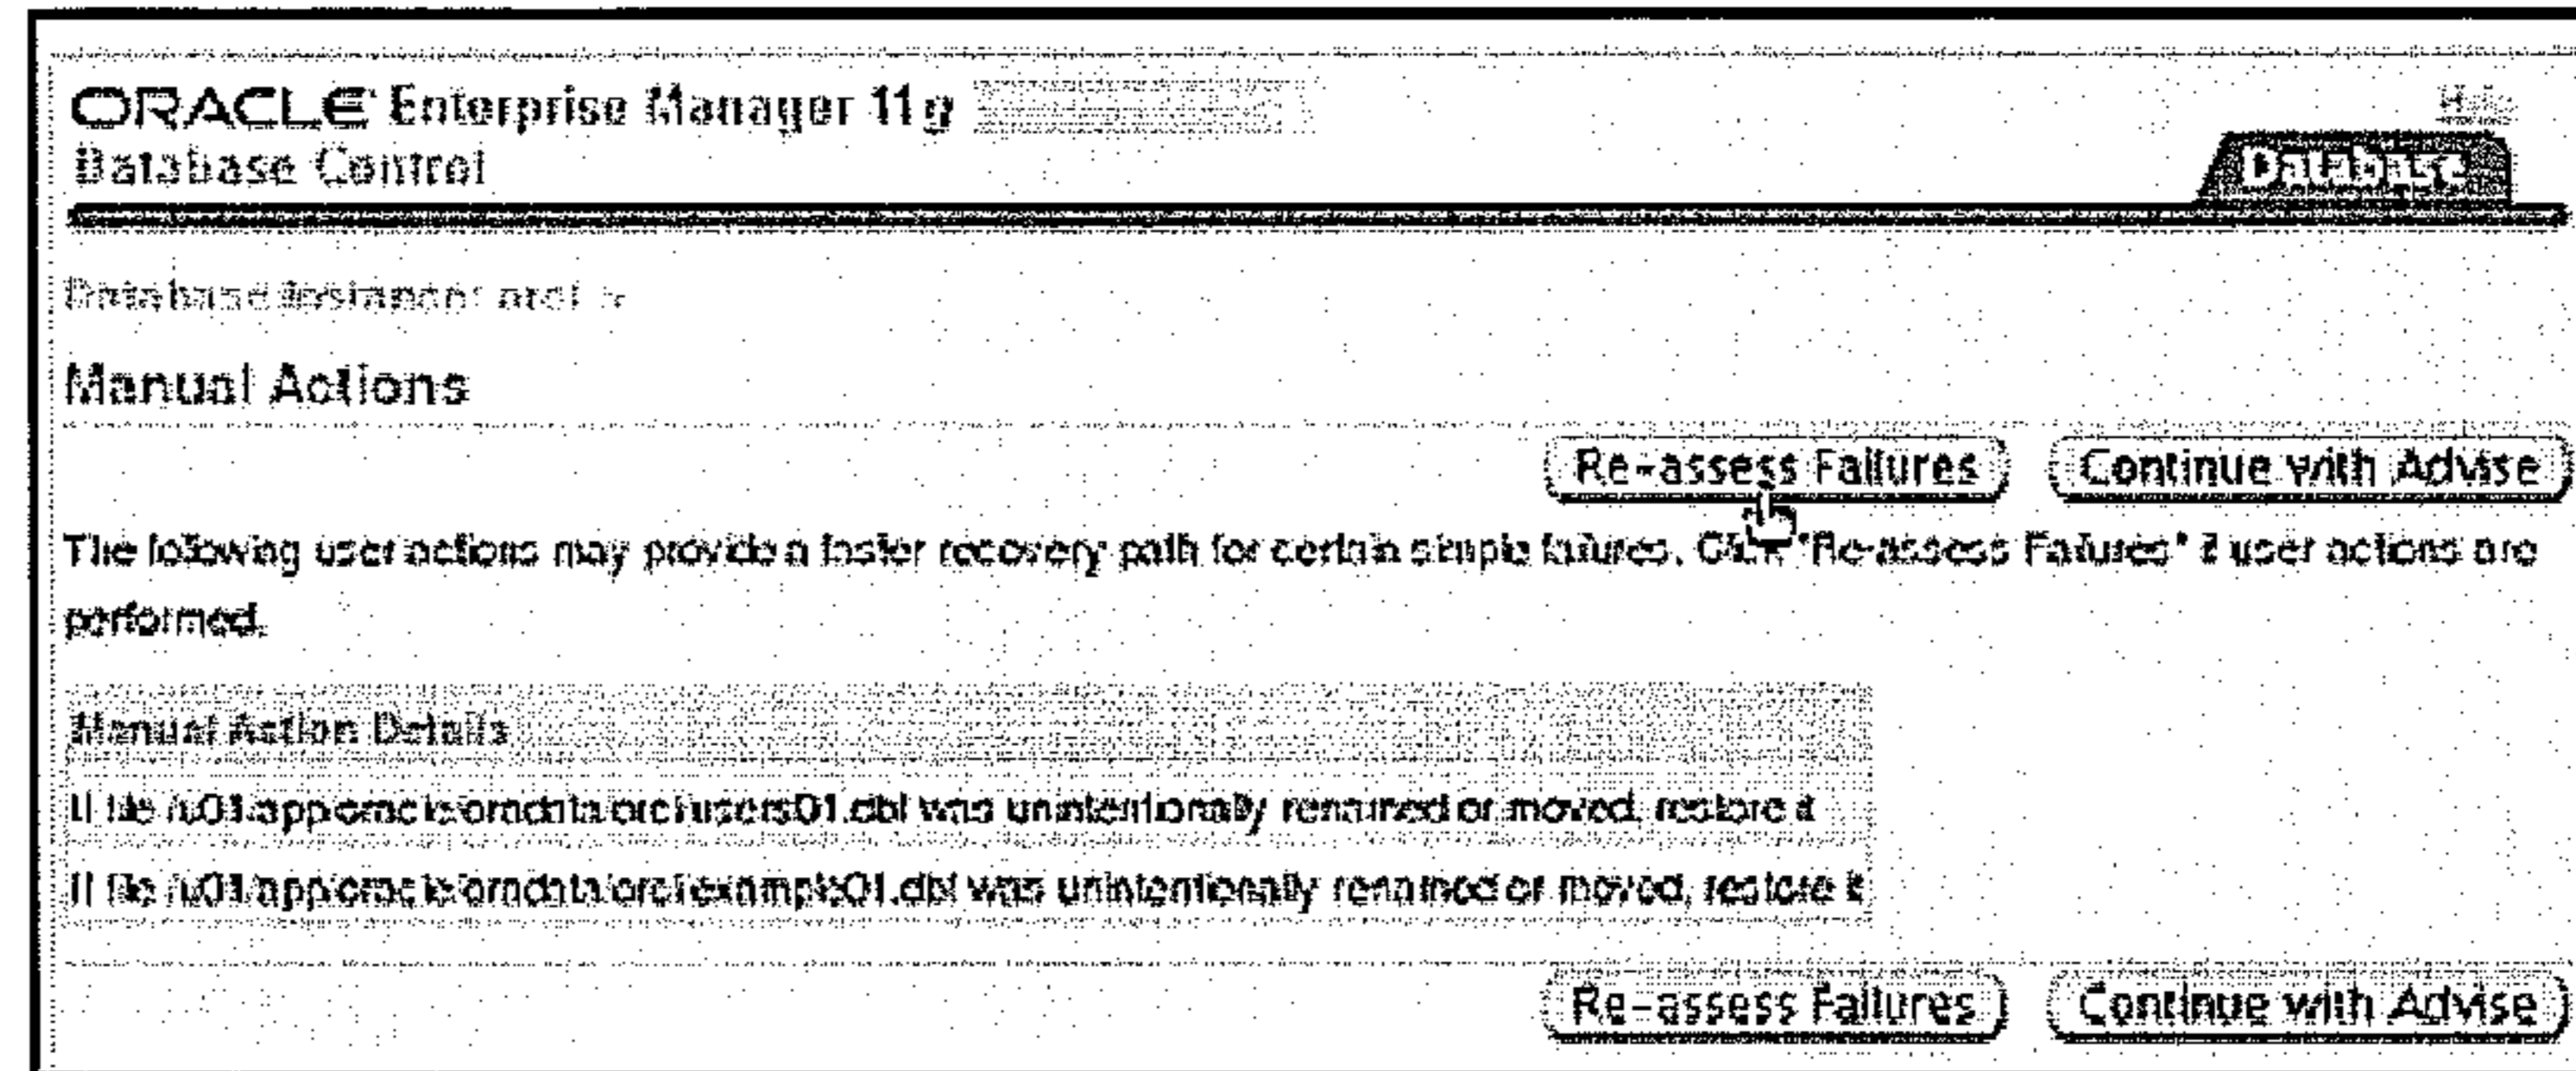 ORACLE Enterprise Manager 11g
Help
Database Control
Database
Database Instance: orcl >
Manual Actions
Re-assess Failures
Continue with Advise
The following user actions may provide a faster recovery path for certain simple failures. Click "Re-assess Failures" if user actions are
performed.
Manual Action Details
If file /u01/app/oracle/oradata/orcl/users01.dbf was unintentionally renamed or moved, restore it
If file /u01/app/oracle/oradata/orcl/example01.dbf was unintentionally renamed or moved, restore it
Re-assess Failures
Continue with Advise